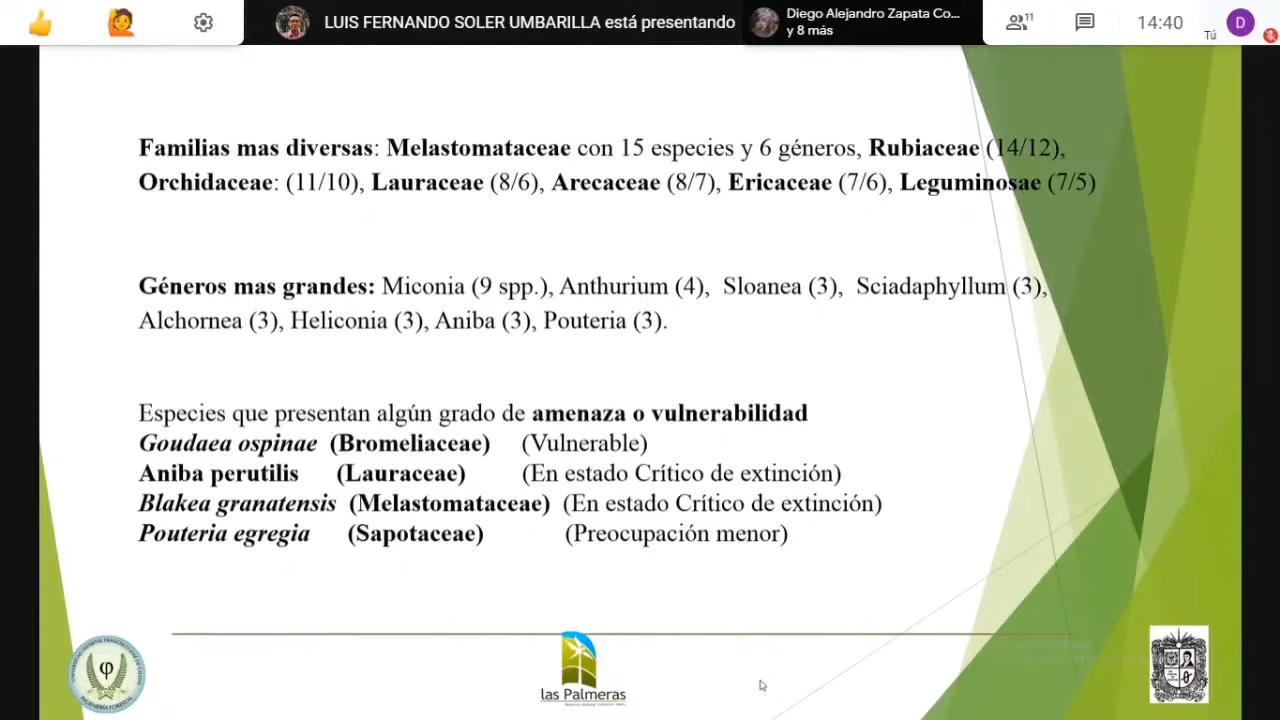 LUIS FERNANDO SOLER UMBARILLA está presentando
Diego Alejandro Zapata Co...
y 8 más
11
14:40
Tú
D
Familias mas diversas: Melastomataceae con 15 especies y 6 géneros, Rubiaceae (14/12),
Orchidaceae: (11/10), Lauraceae (8/6), Arecaceae (8/7), Ericaceae (7/6), Leguminosae (7/5)
Géneros mas grandes: Miconia (9 spp.), Anthurium (4), Sloanea (3), Sciadaphyllum (3),
Alchornea (3), Heliconia (3), Aniba (3), Pouteria (3).
Especies que presentan algún grado de amenaza o vulnerabilidad
Goudaea ospinae (Bromeliaceae) (Vulnerable)
Aniba perutilis (Lauraceae) (En estado Crítico de extinción)
Blakea granatensis (Melastomataceae) (En estado Crítico de extinción)
Pouteria egregia (Sapotaceae) (Preocupación menor)
las Palmeras
INGENIERÍA FORESTAL